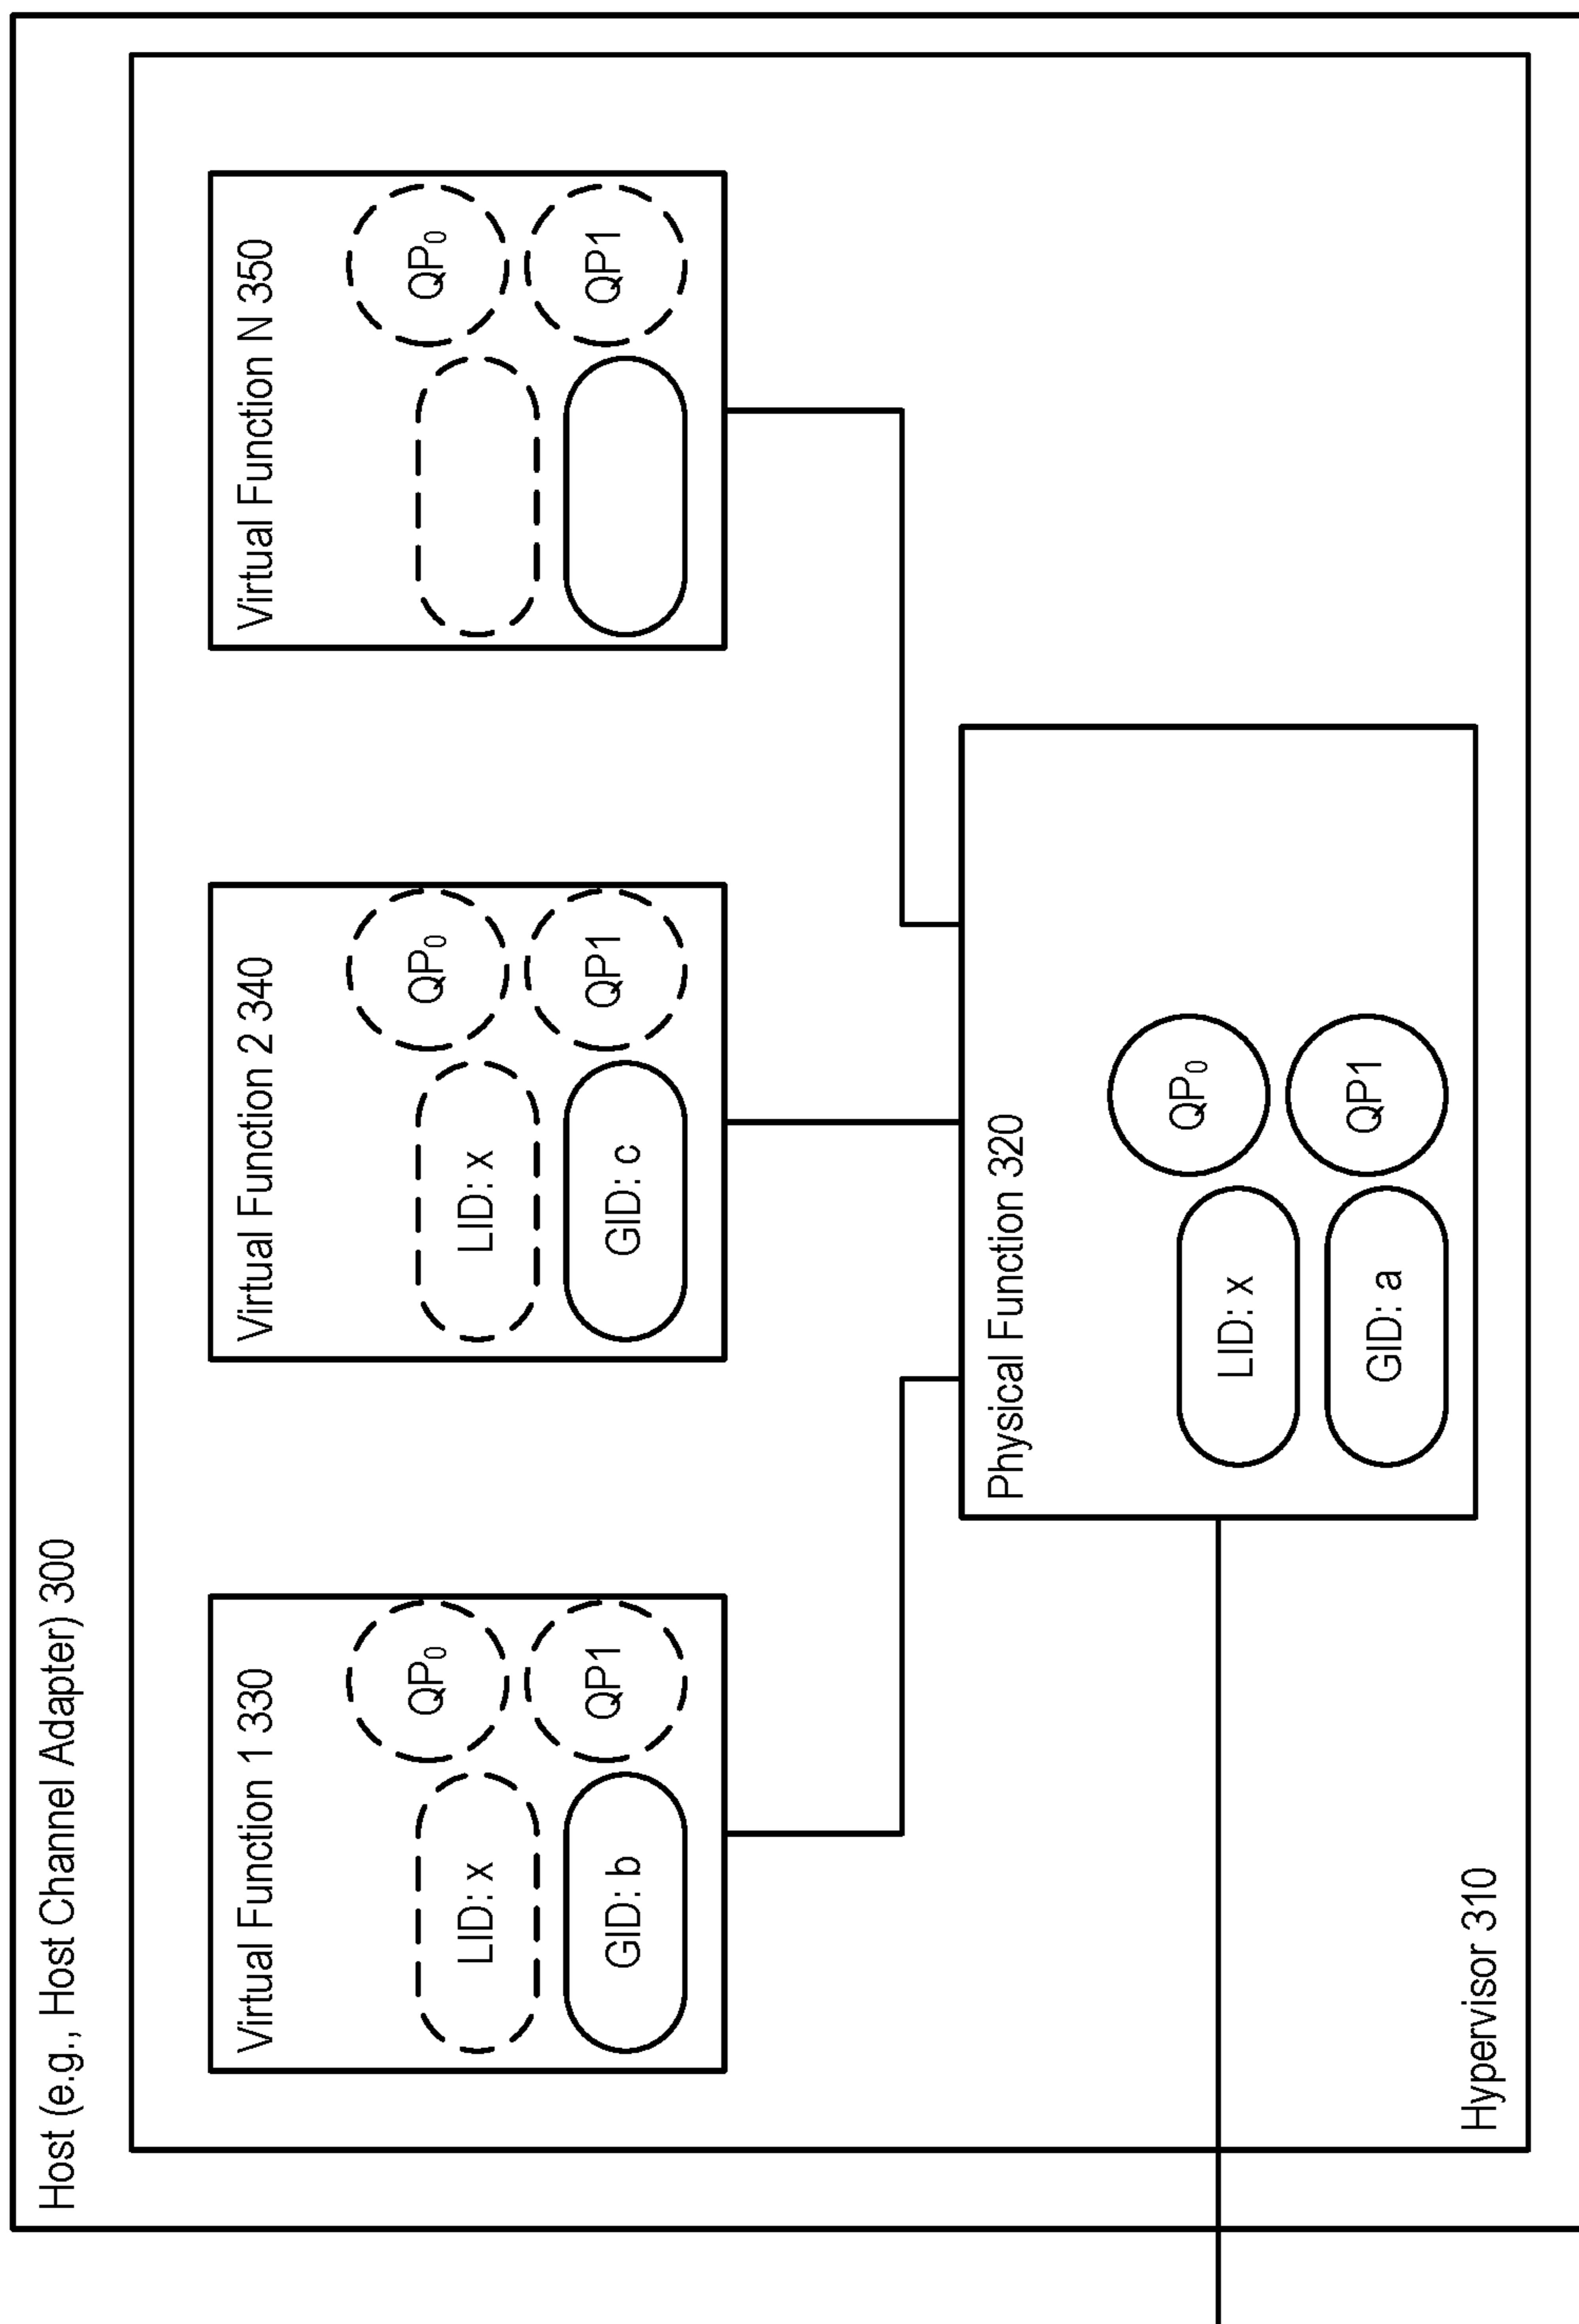 Host (e.g., Host Channel Adapter) 300
Virtual Function 1 330
QP₀
LID: x
QP1
GID: b
Virtual Function 2 340
QP₀
LID: x
QP1
GID: c
Virtual Function N 350
QP₀
QP1
Physical Function 320
QP₀
LID: x
QP1
GID: a
Hypervisor 310